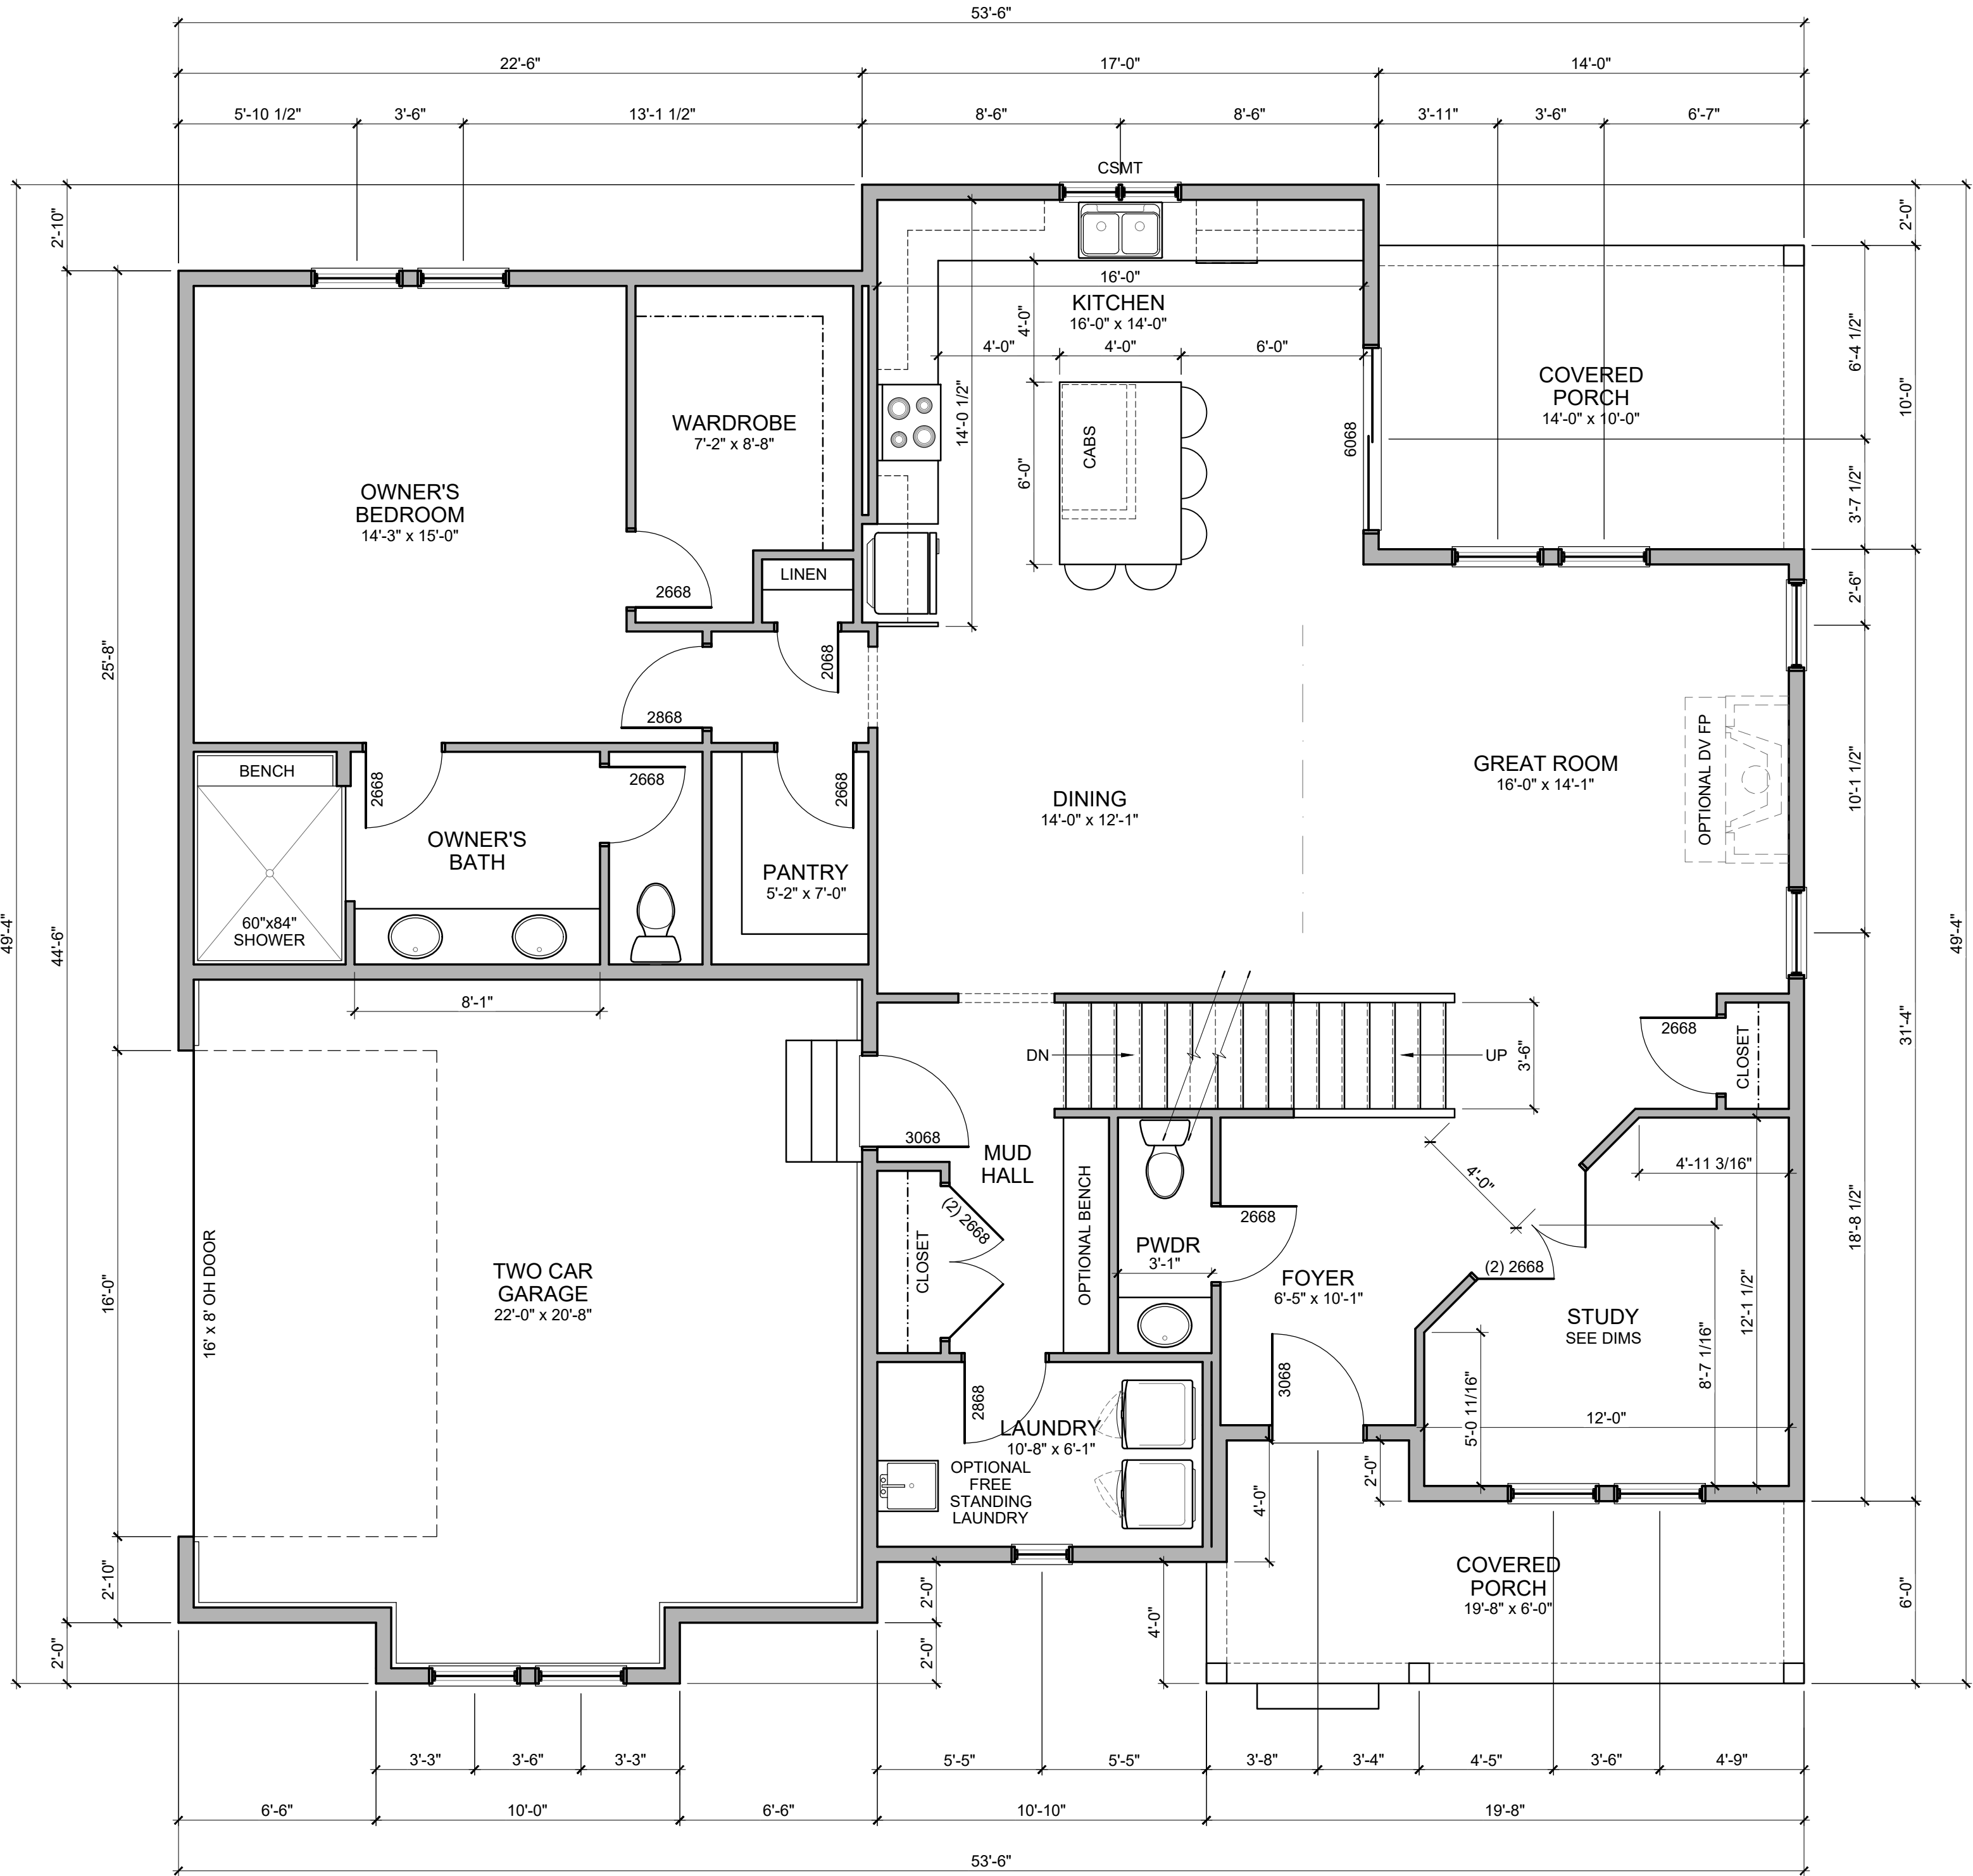 53'-6"
22'-6"
17'-0"
14'-0"
5'-10 1/2"
3'-6"
13'-1 1/2"
8'-6"
8'-6"
3'-11"
3'-6"
6'-7"
CSMT
2'-10"
2'-0"
16'-0"
KITCHEN
16'-0" x 14'-0"
4'-0"
4'-0"
4'-0"
6'-0"
6'-4 1/2"
10'-0"
COVERED
PORCH
14'-0" x 10'-0"
14'-0 1/2"
WARDROBE
7'-2" x 8'-8"
CABS
6068
6'-0"
OWNER'S
BEDROOM
14'-3" x 15'-0"
3'-7 1/2"
LINEN
2668
2'-6"
25'-8"
2068
2868
BENCH
2668
2668
2668
GREAT ROOM
16'-0" x 14'-1"
OPTIONAL DV FP
10'-1 1/2"
DINING
14'-0" x 12'-1"
OWNER'S
BATH
PANTRY
5'-2" x 7'-0"
60"x84"
SHOWER
49'-4"
44'-6"
49'-4"
8'-1"
DN
UP
3'-6"
2668
CLOSET
31'-4"
3068
MUD
HALL
4'-11 3/16"
4'-0"
OPTIONAL BENCH
(2) 2668
2668
CLOSET
PWDR
3'-1"
18'-8 1/2"
FOYER
6'-5" x 10'-1"
(2) 2668
TWO CAR
GARAGE
22'-0" x 20'-8"
16'-0"
16' x 8' OH DOOR
STUDY
SEE DIMS
12'-1 1/2"
8'-7 1/16"
3068
2868
5'-0 11/16"
12'-0"
LAUNDRY
10'-8" x 6'-1"
OPTIONAL
FREE
STANDING
LAUNDRY
4'-0"
2'-0"
2'-10"
2'-0"
COVERED
PORCH
19'-8" x 6'-0"
4'-0"
6'-0"
2'-0"
2'-0"
3'-3"
3'-6"
3'-3"
5'-5"
5'-5"
3'-8"
3'-4"
4'-5"
3'-6"
4'-9"
6'-6"
10'-0"
6'-6"
10'-10"
19'-8"
53'-6"